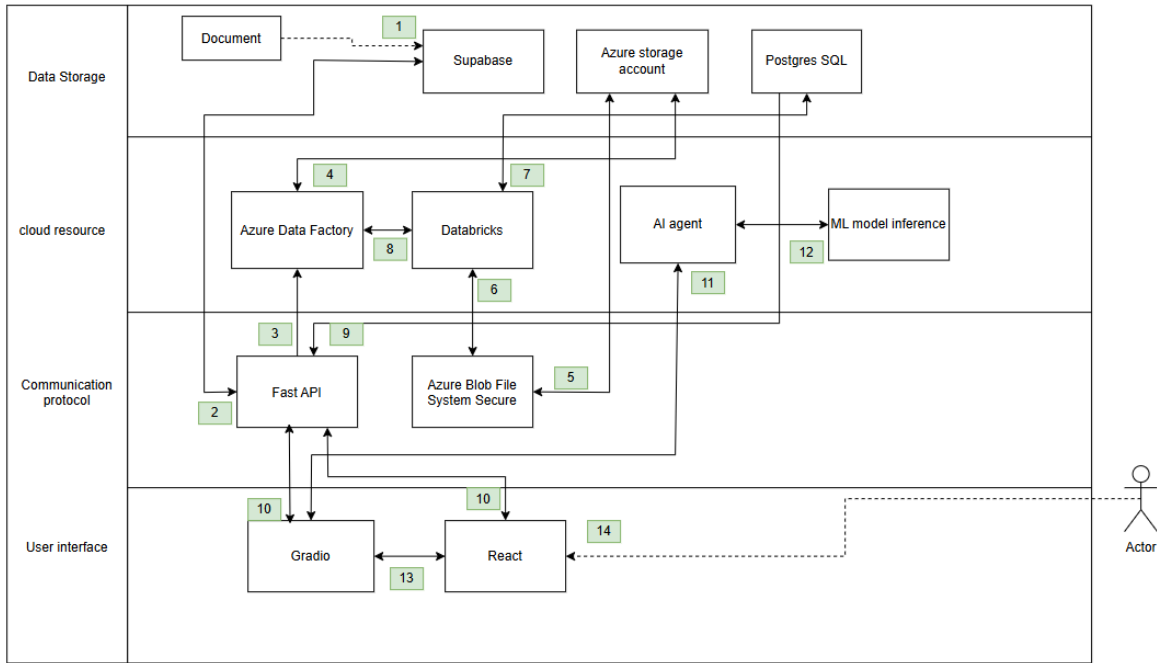 1
Document
Supabase
Azure storage
account
Postgres SQL
Data Storage
4
7
Azure Data Factory
Databricks
AI agent
ML model inference
cloud resource
8
12
6
11
3
9
Communication
protocol
Fast API
Azure Blob File
System Secure
5
2
10
10
14
User interface
Gradio
React
13
Actor